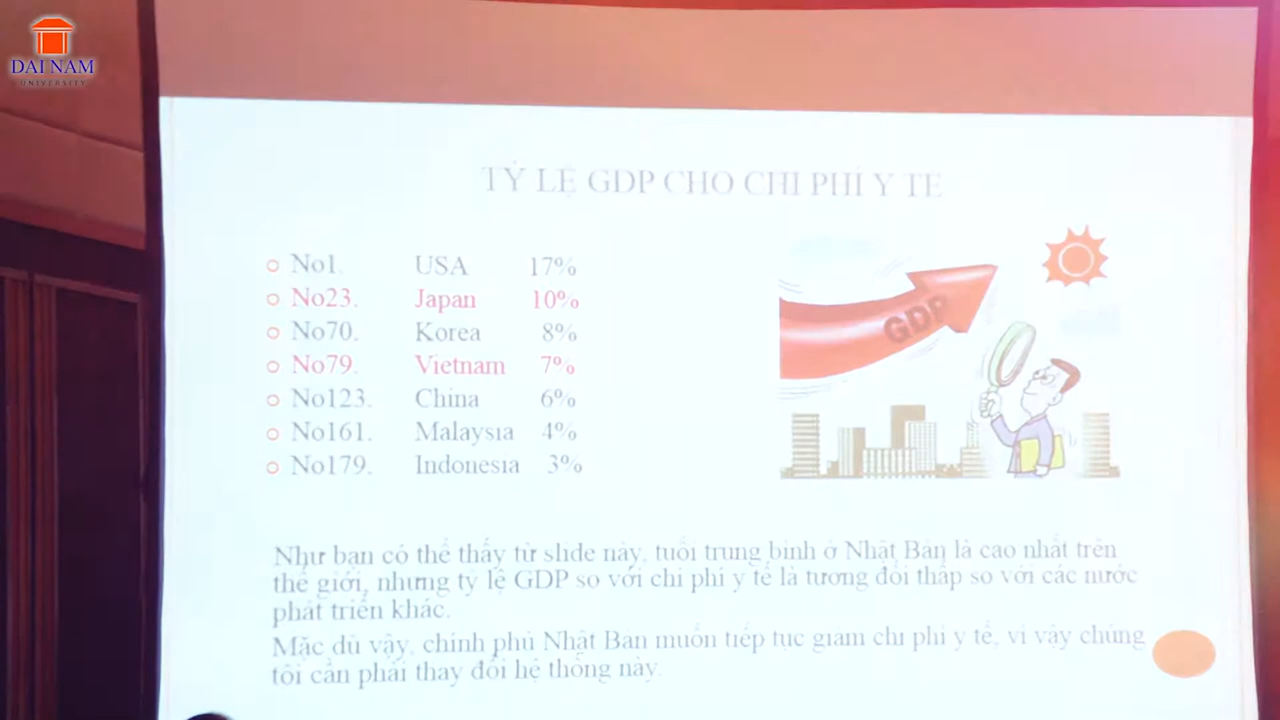 DAI NAM
UNIVERSITY
TỶ LỆ GDP CHO CHI PHÍ Y TẾ
No1. USA 17%
No23. Japan 10%
No70. Korea 8%
No79. Vietnam 7%
No123. China 6%
No161. Malaysia 4%
No179. Indonesia 3%
GDP
Như bạn có thể thấy từ slide này, tuổi trung bình ở Nhật Bản là cao nhất trên
thế giới, nhưng tỷ lệ GDP so với chi phí y tế là tương đối thấp so với các nước
phát triển khác.
Mặc dù vậy, chính phủ Nhật Bản muốn tiếp tục giảm chi phí y tế, vì vậy chúng
tôi cần phải thay đổi hệ thống này.